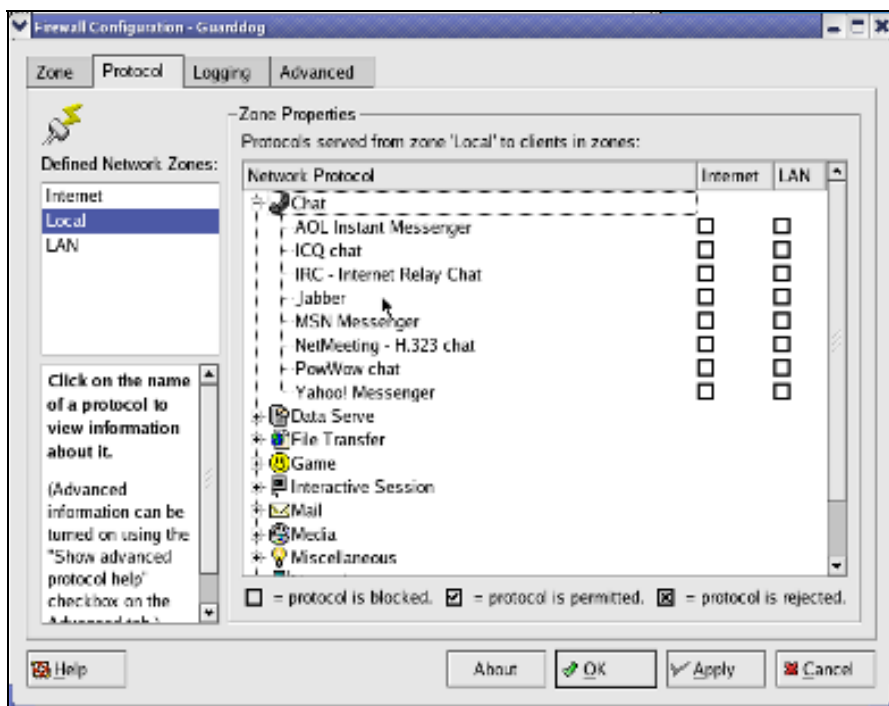 Firewall Configuration - Guarddog
Zone Protocol Logging Advanced
Defined Network Zones:
Internet
Local
LAN
Click on the name
of a protocol to
view information
about it.
(Advanced
information can be
turned on using the
"Show advanced
protocol help"
checkbox on the
Advanced tab.)
Zone Properties
Protocols served from zone 'Local' to clients in zones:
Network Protocol Internet LAN
Chat
AOL Instant Messenger
ICQ chat
IRC - Internet Relay Chat
Jabber
MSN Messenger
NetMeeting - H.323 chat
PowWow chat
Yahoo! Messenger
Data Serve
File Transfer
Game
Interactive Session
Mail
Media
Miscellaneous
= protocol is blocked. = protocol is permitted. = protocol is rejected.
Help About OK Apply Cancel